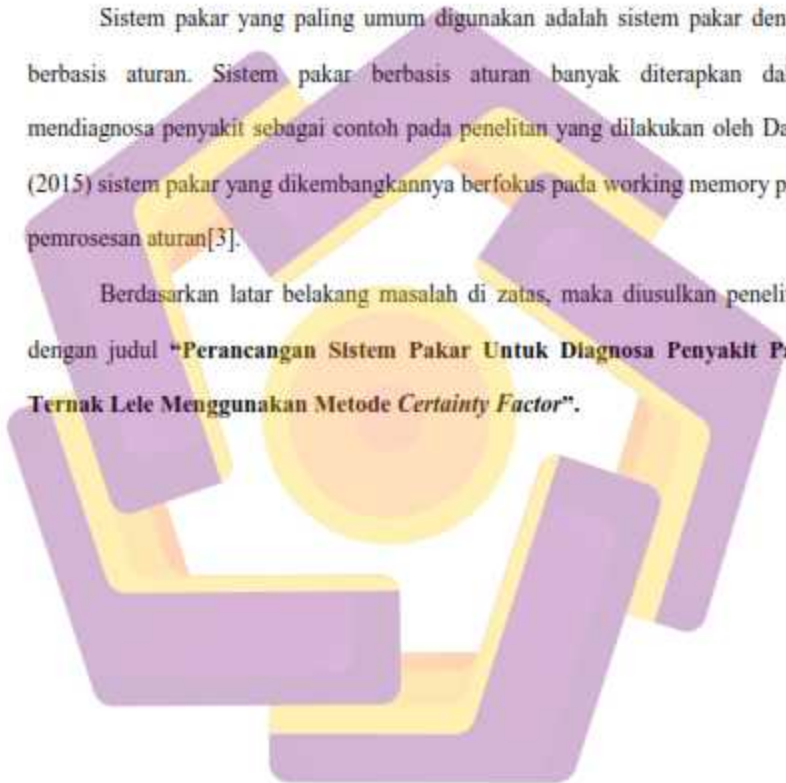 Sistem pakar yang paling umum digunakan adalah sistem pakar den
berbasis aturan. Sistem pakar berbasis aturan banyak diterapkan dal
mendiagnosa penyakit sebagai contoh pada penelitan yang dilakukan oleh Da
(2015) sistem pakar yang dikembangkannya berfokus pada working memory p
pemrosesan aturan[3].
Berdasarkan latar belakang masalah di zatas, maka diusulkan penelit
dengan judul “Perancangan Sistem Pakar Untuk Diagnosa Penyakit Pa
Ternak Lele Menggunakan Metode Certainty Factor”.